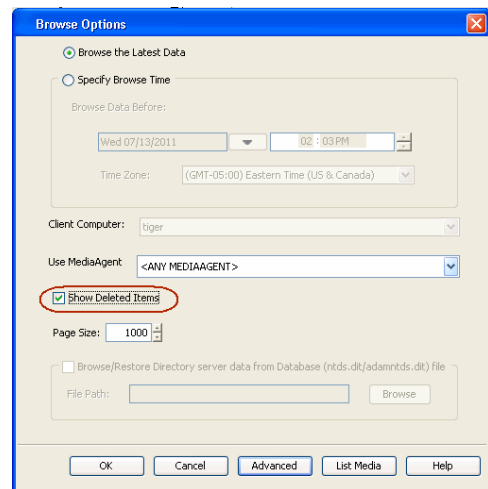 Browse Options
Browse the Latest Data
Specify Browse Time
Browse Data Before:
Wed 07/13/2011 02 : 03 PM
Time Zone: (GMT-05:00) Eastern Time (US & Canada)
Client Computer: tiger
Use MediaAgent <ANY MEDIAAGENT>
Show Deleted Items
Page Size: 1000
Browse/Restore Directory server data from Database (ntds.dit/adamntds.dit) file
File Path: Browse
OK Cancel Advanced List Media Help